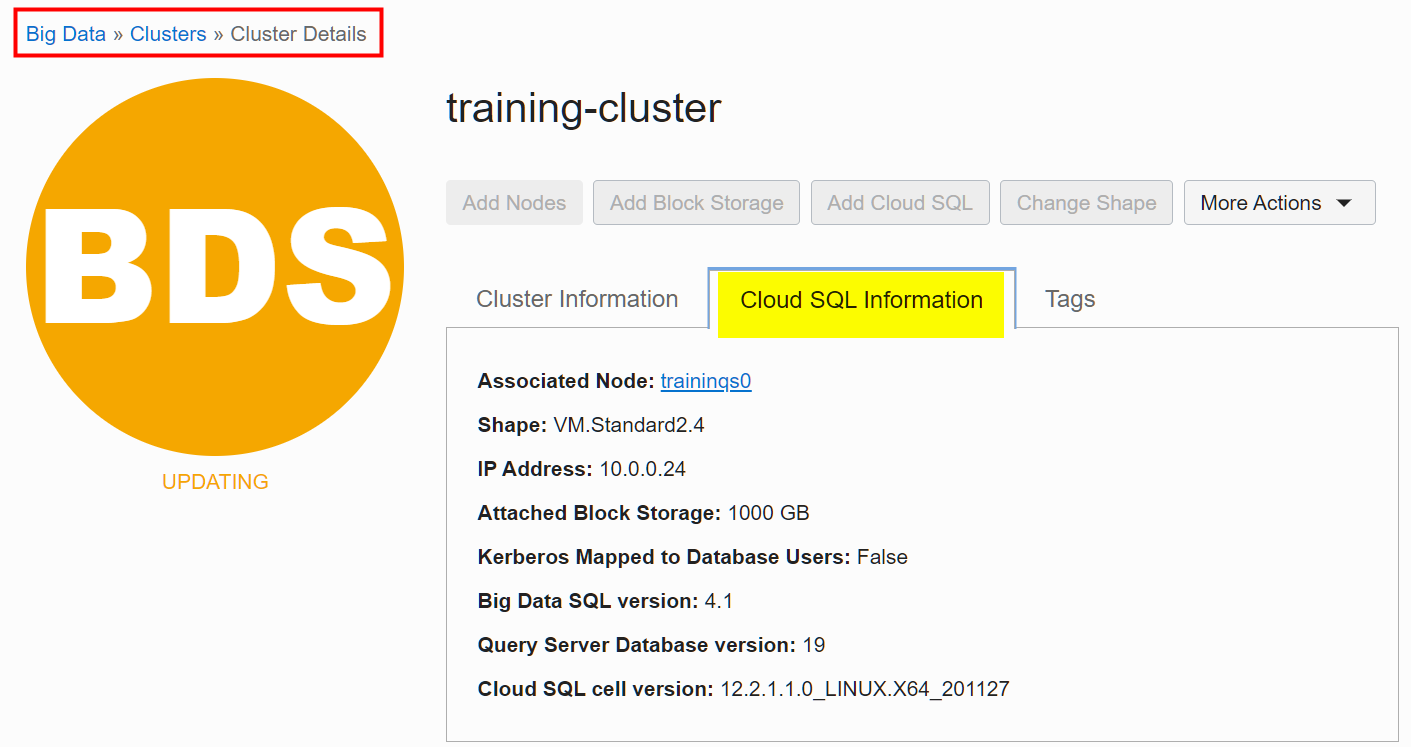 Big Data » Clusters » Cluster Details
BDS
UPDATING
training-cluster
Add Nodes Add Block Storage Add Cloud SQL Change Shape More Actions
Cluster Information Cloud SQL Information Tags
Associated Node: traininqs0
Shape: VM.Standard2.4
IP Address: 10.0.0.24
Attached Block Storage: 1000 GB
Kerberos Mapped to Database Users: False
Big Data SQL version: 4.1
Query Server Database version: 19
Cloud SQL cell version: 12.2.1.1.0_LINUX.X64_201127